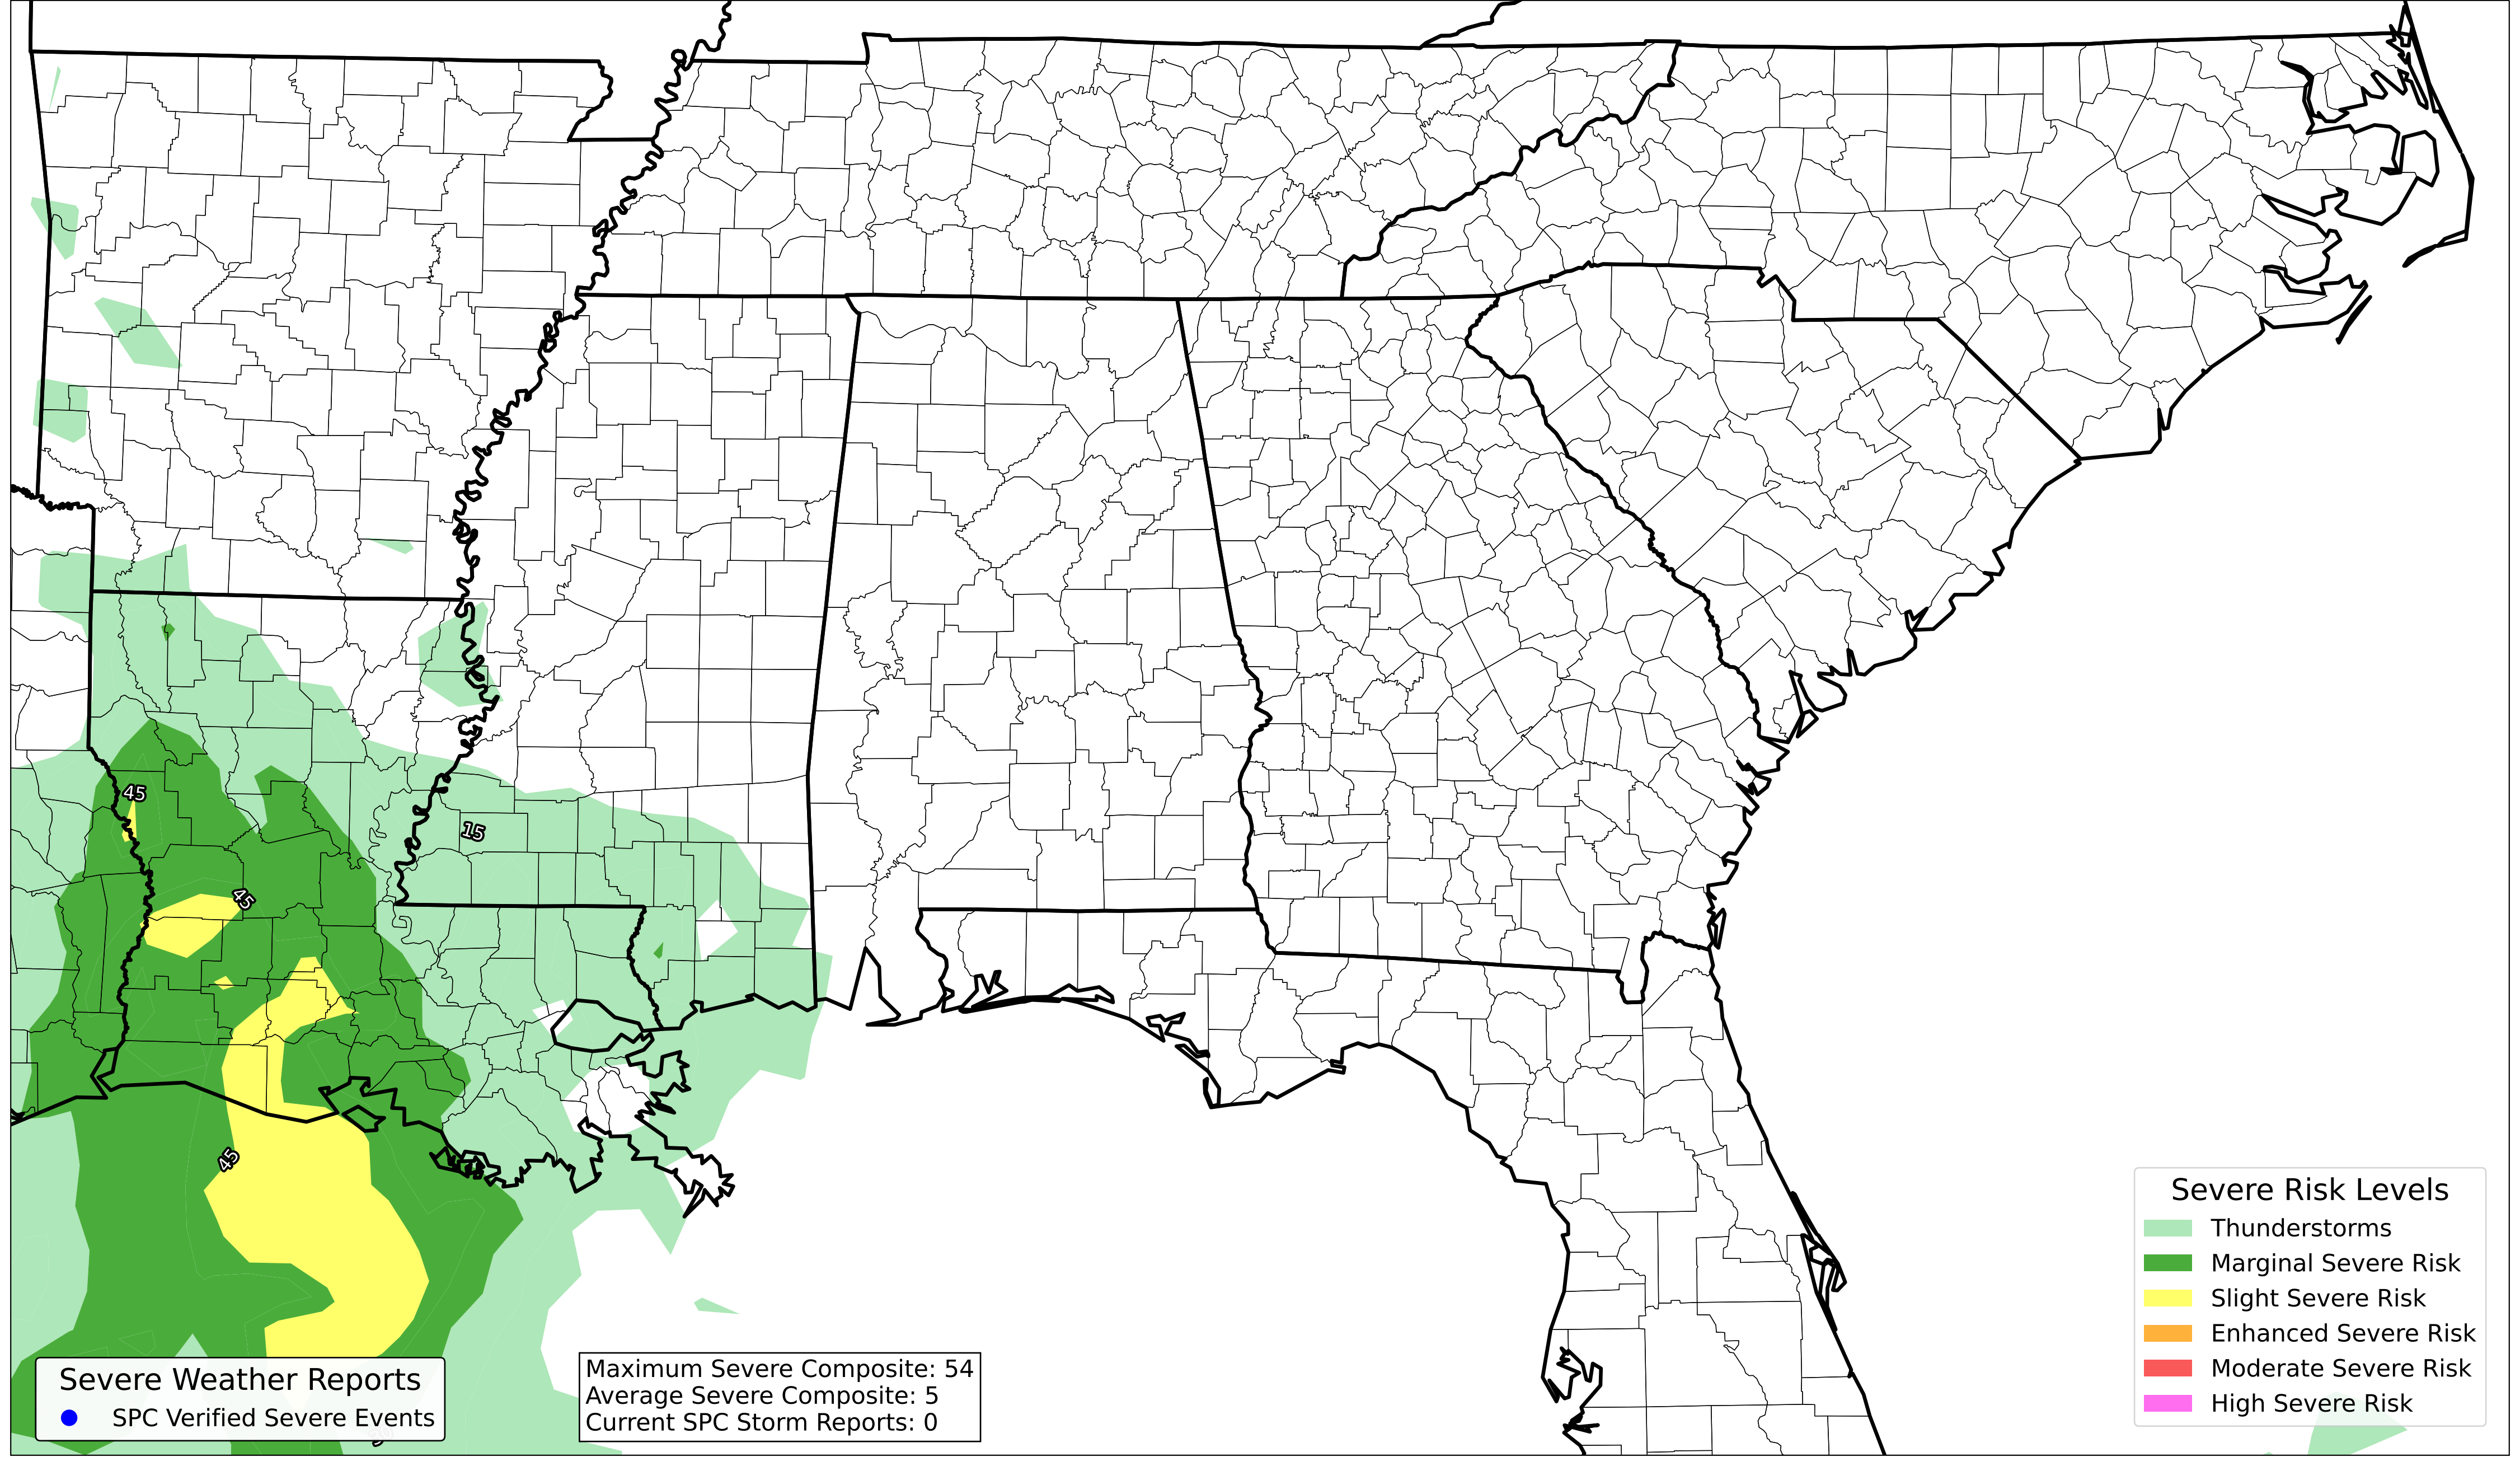 45
15
45
45
Severe Risk Levels
Thunderstorms
Marginal Severe Risk
Slight Severe Risk
Enhanced Severe Risk
Moderate Severe Risk
High Severe Risk
Severe Weather Reports
SPC Verified Severe Events
Maximum Severe Composite: 54
Average Severe Composite: 5
Current SPC Storm Reports: 0